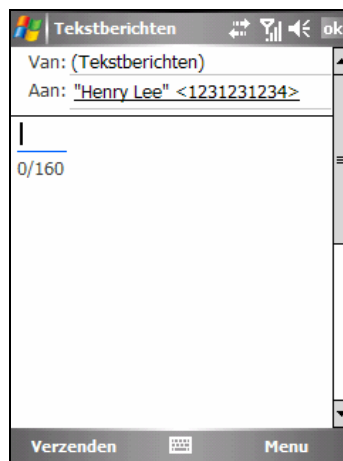 Tekstberichten ok
Van: (Tekstberichten)
Aan: "Henry Lee" <1231231234>
0/160
Verzenden Menu